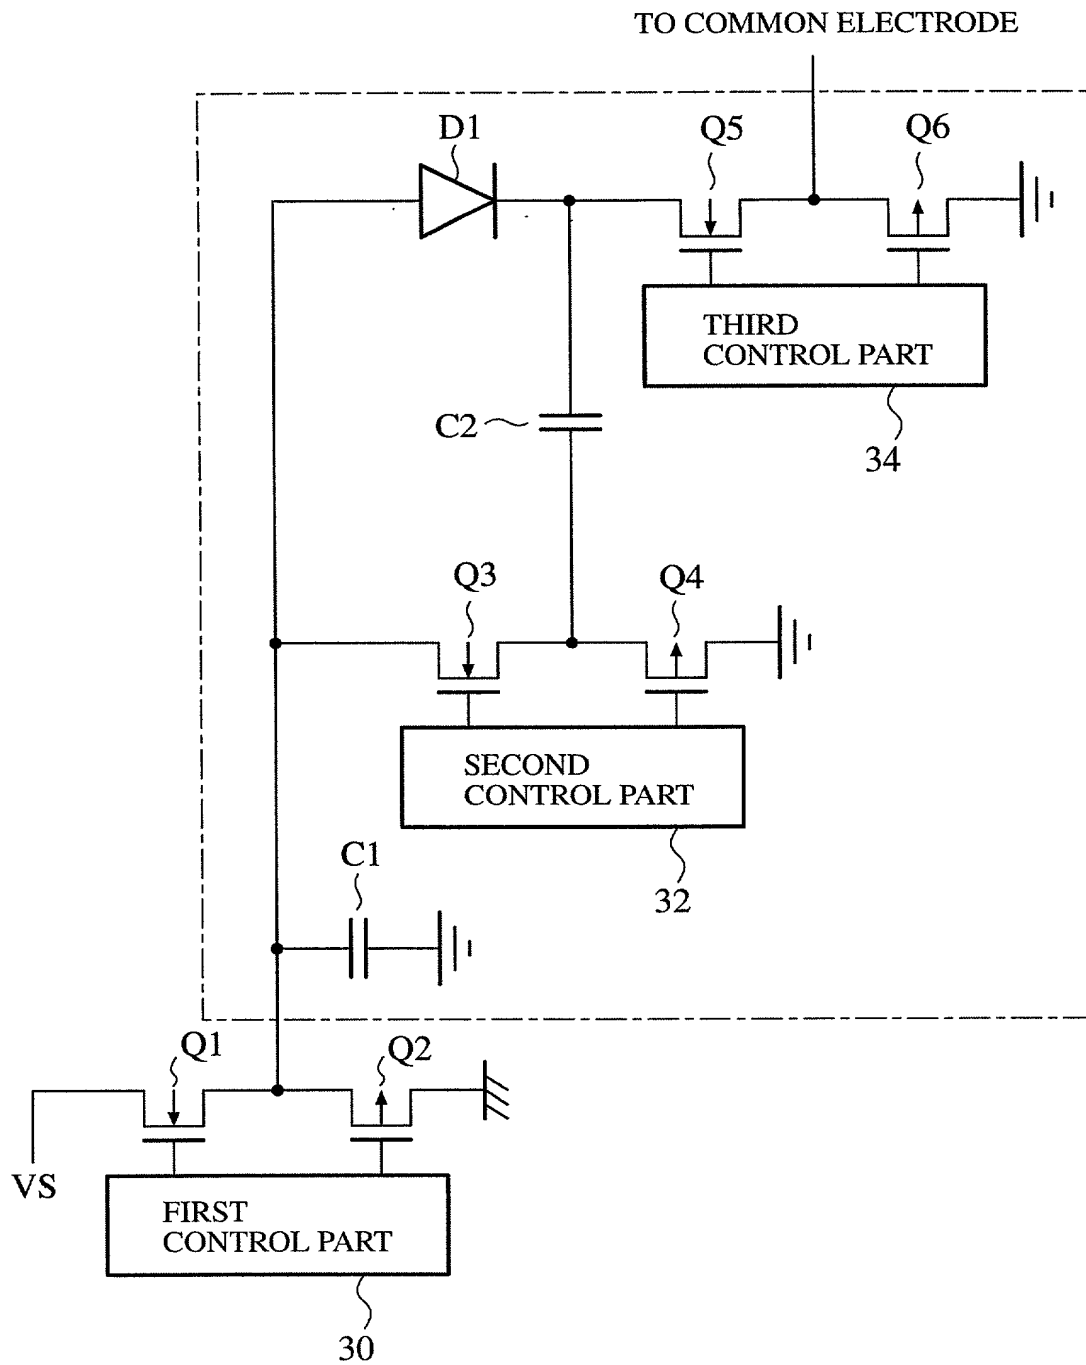 TO COMMON ELECTRODE
D1
Q5
Q6
THIRD
CONTROL PART
34
C2
Q3
Q4
SECOND
CONTROL PART
32
C1
Q1
Q2
VS
FIRST
CONTROL PART
30